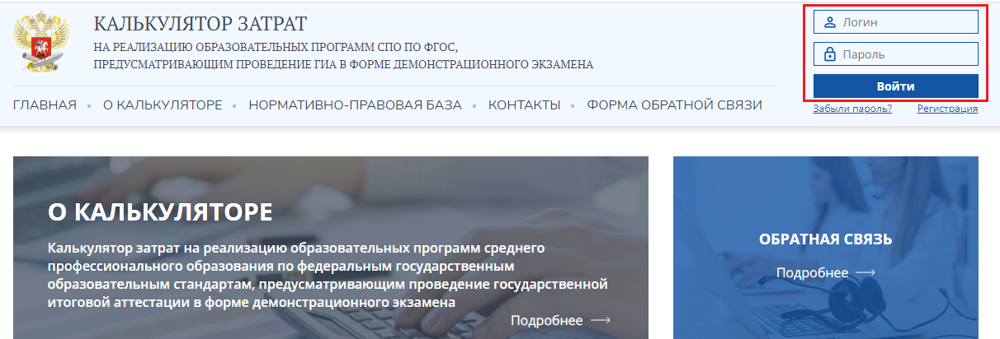 КАЛЬКУЛЯТОР ЗАТРАТ
НА РЕАЛИЗАЦИЮ ОБРАЗОВАТЕЛЬНЫХ ПРОГРАММ СПО ПО ФГОС,
ПРЕДУСМАТРИВАЮЩИМ ПРОВЕДЕНИЕ ГИА В ФОРМЕ ДЕМОНСТРАЦИОННОГО ЭКЗАМЕНА
Логин
Пароль
Войти
Забыли пароль? Регистрация
ГЛАВНАЯ О КАЛЬКУЛЯТОРЕ НОРМАТИВНО-ПРАВОВАЯ БАЗА КОНТАКТЫ ФОРМА ОБРАТНОЙ СВЯЗИ
О КАЛЬКУЛЯТОРЕ
Калькулятор затрат на реализацию образовательных программ среднего
профессионального образования по федеральным государственным
образовательным стандартам, предусматривающим проведение государственной
итоговой аттестации в форме демонстрационного экзамена
Подробнее
ОБРАТНАЯ СВЯЗЬ
Подробнее